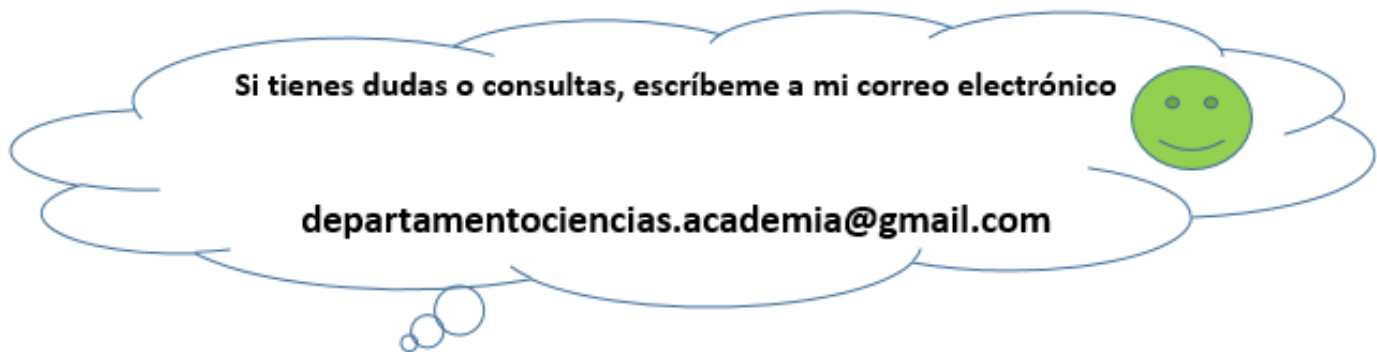 Si tienes dudas o consultas, escríbeme a mi correo electrónico
departamentociencias.academia@gmail.com